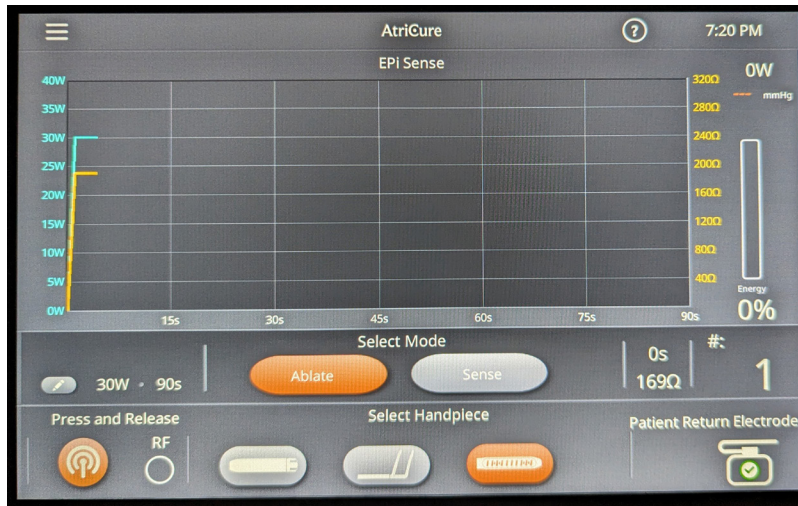 AtriCure
?
7:20 PM
EPi Sense
0W
mmHg
40W
35W
30W
25W
20W
15W
10W
5W
0W
320Ω
280Ω
240Ω
200Ω
160Ω
120Ω
80Ω
40Ω
15s
30s
45s
60s
75s
90s
Energy
0%
Select Mode
30W • 90s
Ablate
Sense
0s
169Ω
#:
1
Press and Release
RF
Select Handpiece
Patient Return Electrode